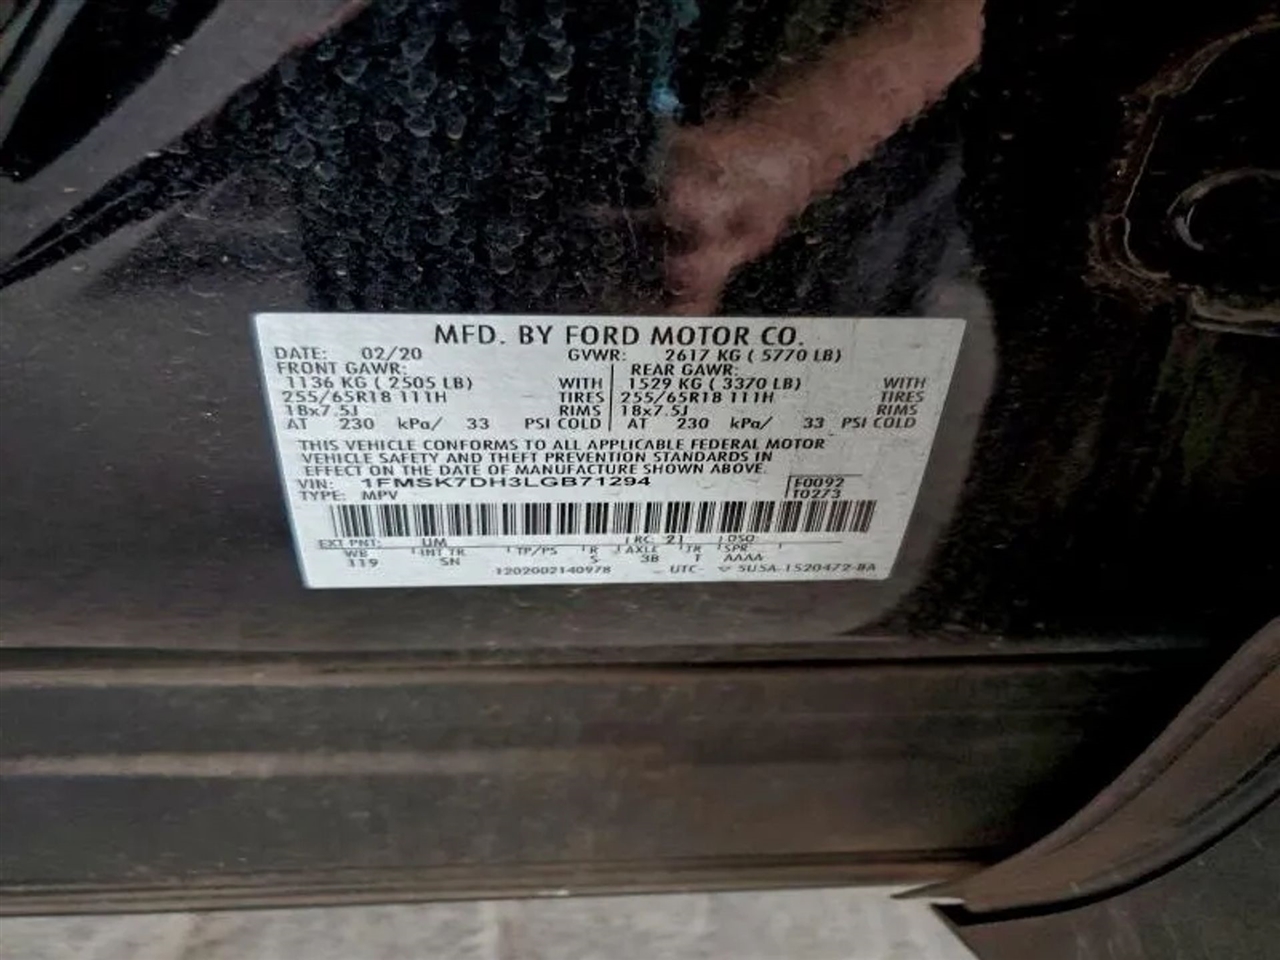 MFD. BY FORD MOTOR CO.
DATE: 02/20 GVWR: 2617 KG ( 5770 LB)
FRONT GAWR: REAR GAWR:
1136 KG ( 2505 LB) WITH 1529 KG ( 3370 LB) WITH
255/65R18 111H TIRES 255/65R18 111H TIRES
18x7.5J RIMS 18x7.5J RIMS
AT 230 kPa/ 33 PSI COLD AT 230 kPa/ 33 PSI COLD
THIS VEHICLE CONFORMS TO ALL APPLICABLE FEDERAL MOTOR
VEHICLE SAFETY AND THEFT PREVENTION STANDARDS IN
EFFECT ON THE DATE OF MANUFACTURE SHOWN ABOVE.
VIN: 1FMSK7DH3LGB71294 F0092
TYPE: MPV T0273
EXT PNT: UM RC: 21 DSO:
WB INT TR TP/PS R AXLE TR SPR
119 SN S 3B T AAAA
1202002140978 UTC 5U5A-1520472-BA